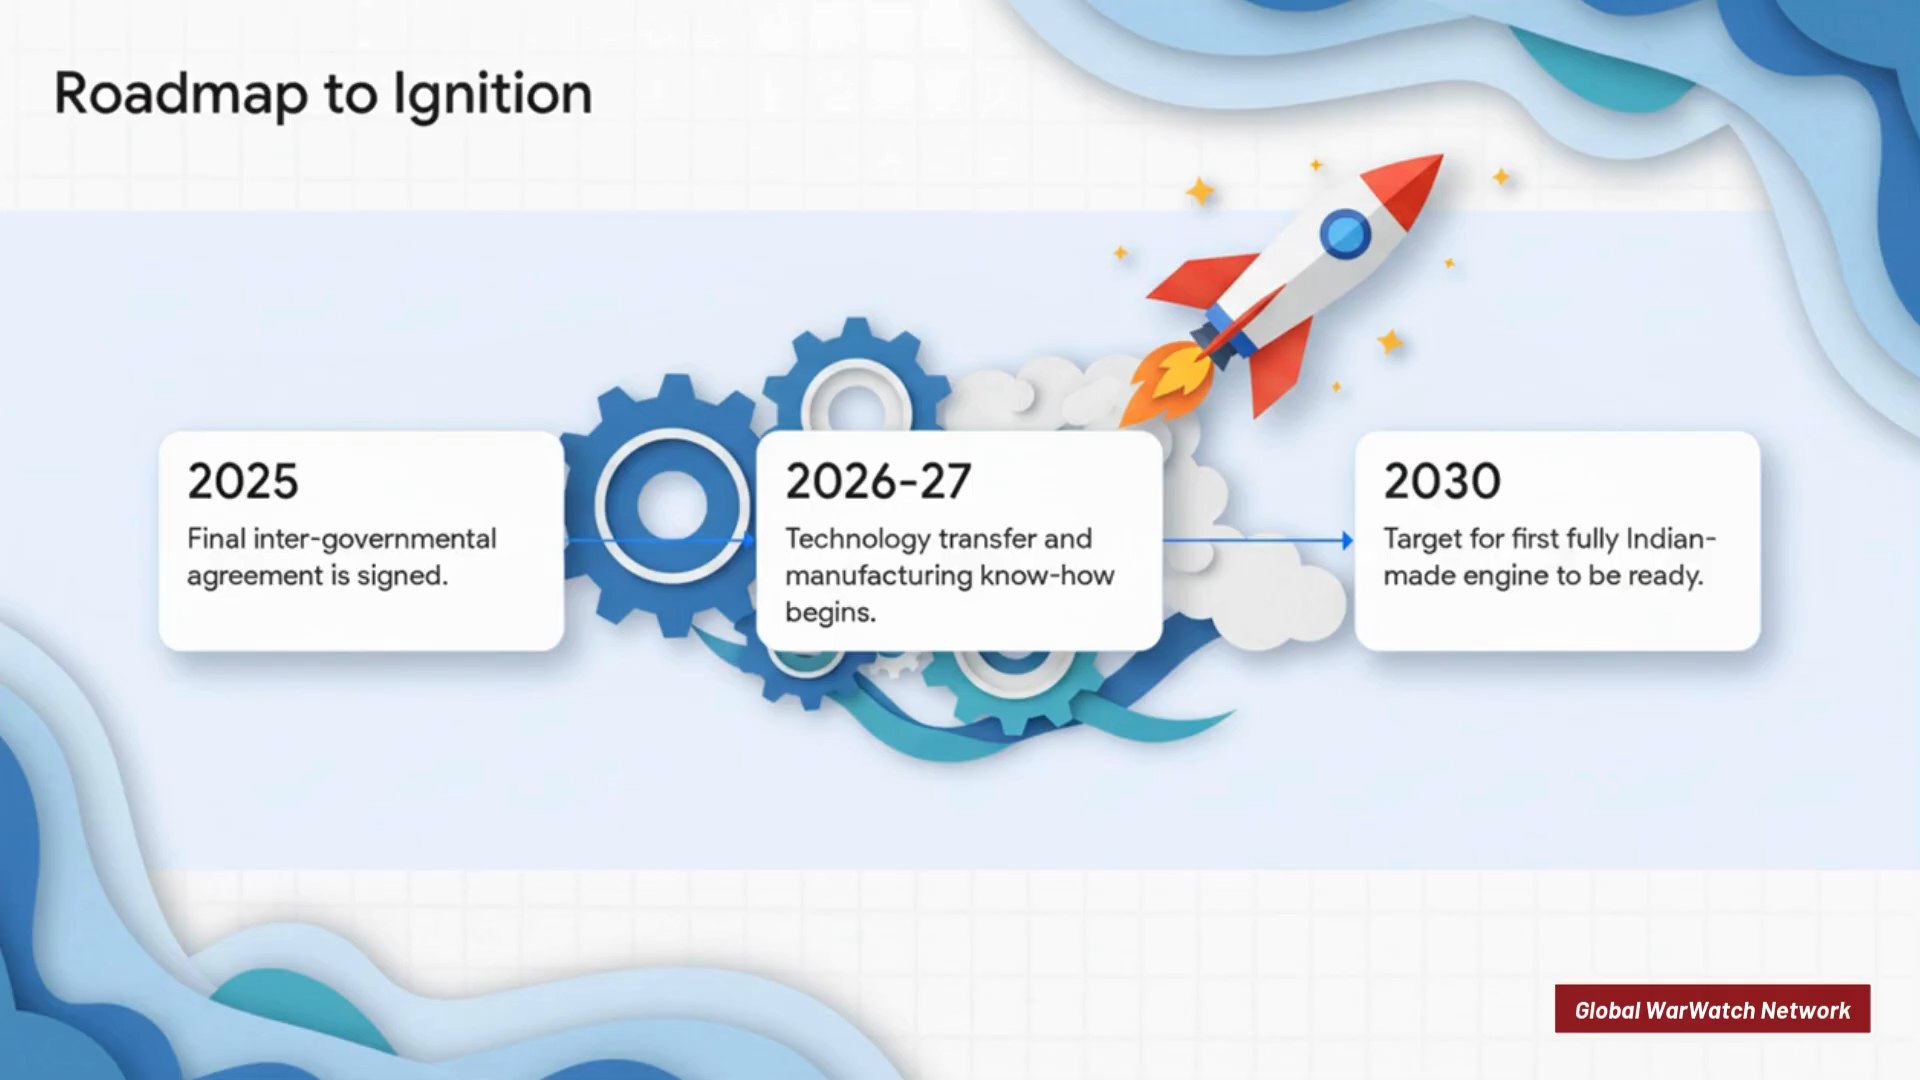 Roadmap to Ignition
2025
Final inter-governmental
agreement is signed.
2026-27
Technology transfer and
manufacturing know-how
begins.
2030
Target for first fully Indian-
made engine to be ready.
Global WarWatch Network